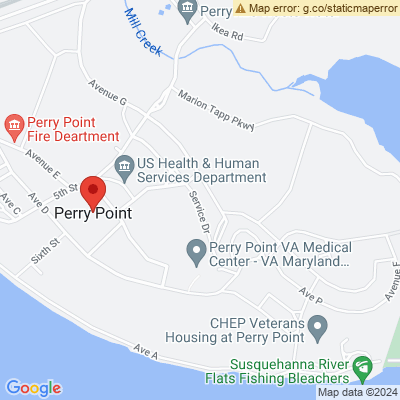 Map error: g.co/staticmaperror
Perry
Ikea Rd
Mill Creek
Avenue G
Marion Tapp Pkwy
Perry Point
Fire Deartment
Avenue E
US Health & Human
Services Department
5th St
Ave D
Ave C
Perry Point
Service Dr
Sixth St
Perry Point VA Medical
Center - VA Maryland...
Avenue F
Ave P
CHEP Veterans
Housing at Perry Point
Ave A
Susquehanna River
Flats Fishing Bleachers
Google
Map data ©2024